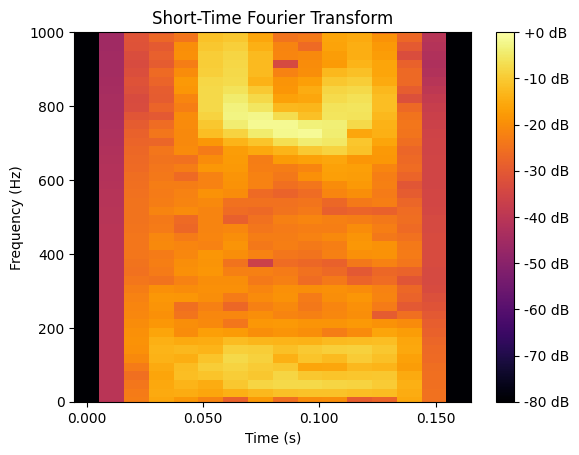 Short-Time Fourier Transform
1000
800
600
400
200
0
Frequency (Hz)
0.000
0.050
0.100
0.150
Time (s)
+0 dB
-10 dB
-20 dB
-30 dB
-40 dB
-50 dB
-60 dB
-70 dB
-80 dB